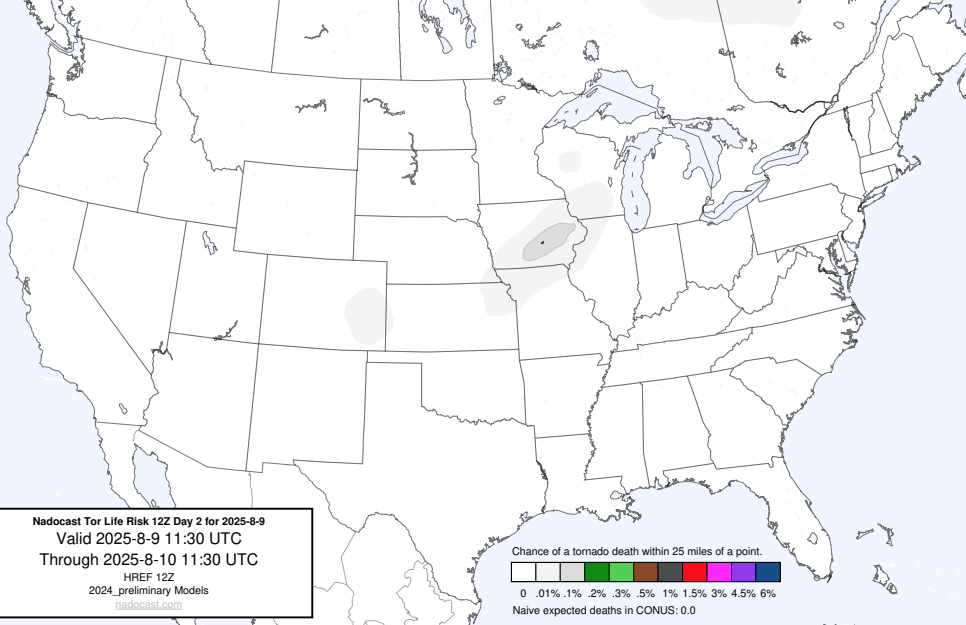 Nadocast Tor Life Risk 12Z Day 2 for 2025-8-9
Valid 2025-8-9 11:30 UTC
Through 2025-8-10 11:30 UTC
HREF 12Z
2024_preliminary Models
nadocast.com
Chance of a tornado death within 25 miles of a point.
0 .01% .1% .2% .3% .5% 1% 1.5% 3% 4.5% 6%
Naive expected deaths in CONUS: 0.0